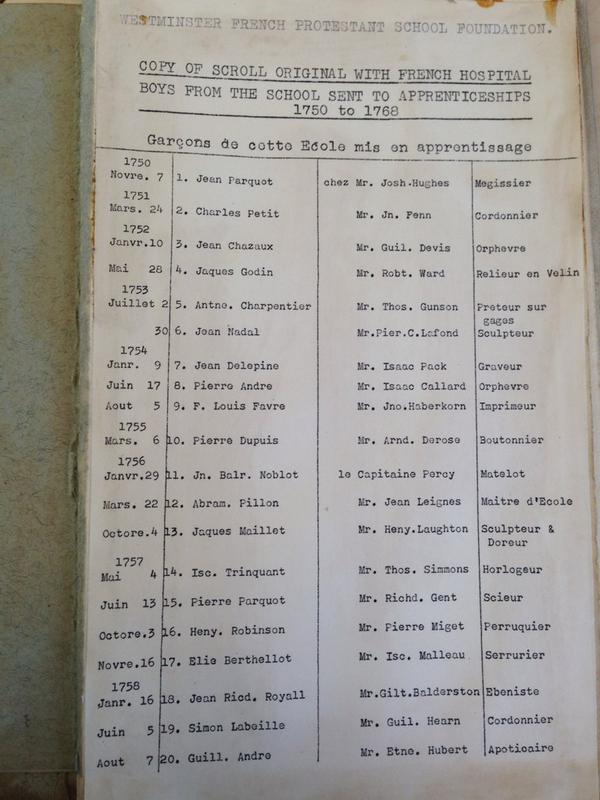 WESTMINSTER FRENCH PROTESTANT SCHOOL FOUNDATION.
COPY OF SCROLL ORIGINAL WITH FRENCH HOSPITAL
BOYS FROM THE SCHOOL SENT TO APPRENTICESHIPS
1750 to 1768
Garçons de cette Ecole mis en apprentissage
1750
Novre. 7 1. Jean Parquot chez Mr. Josh.Hughes Megissier
1751
Mars. 24 2. Charles Petit Mr. Jn. Fenn Cordonnier
1752
Janvr.10 3. Jean Chazaux Mr. Guil. Devis Orphevre
Mai 28 4. Jaques Godin Mr. Robt. Ward Relieur en Velin
1753
Juillet 2 5. Antne. Charpentier Mr. Thos. Gunson Preteur sur
gages
30 6. Jean Nadal Mr.Pier.C.Lafond Sculpteur
1754
Janr. 9 7. Jean Delepine Mr. Isaac Pack Graveur
Juin 17 8. Pierre Andre Mr. Isaac Callard Orphevre
Aout 5 9. F. Louis Favre Mr. Jno.Haberkorn Imprimeur
1755
Mars. 6 10. Pierre Dupuis Mr. Arnd. Derose Boutonnier
1756
Janvr.29 11. Jn. Balr. Noblot le Capitaine Percy Matelot
Mars. 22 12. Abram. Pillon Mr. Jean Leignes Maitre d'Ecole
Octore.4 13. Jaques Maillet Mr. Heny.Laughton Sculpteur &
Doreur
1757
Mai 4 14. Isc. Trinquant Mr. Thos. Simmons Horlogeur
Juin 13 15. Pierre Parquot Mr. Richd. Gent Scieur
Octore.3 16. Heny. Robinson Mr. Pierre Miget Perruquier
Novre.16 17. Elie Berthellot Mr. Isc. Malleau Serrurier
1758
Janr. 16 18. Jean Ricd. Royall Mr.Gilt.Balderston Ebeniste
Juin 5 19. Simon Labeille Mr. Guil. Hearn Cordonnier
Aout 7 20. Guill. Andre Mr. Etne. Hubert Apoticaire